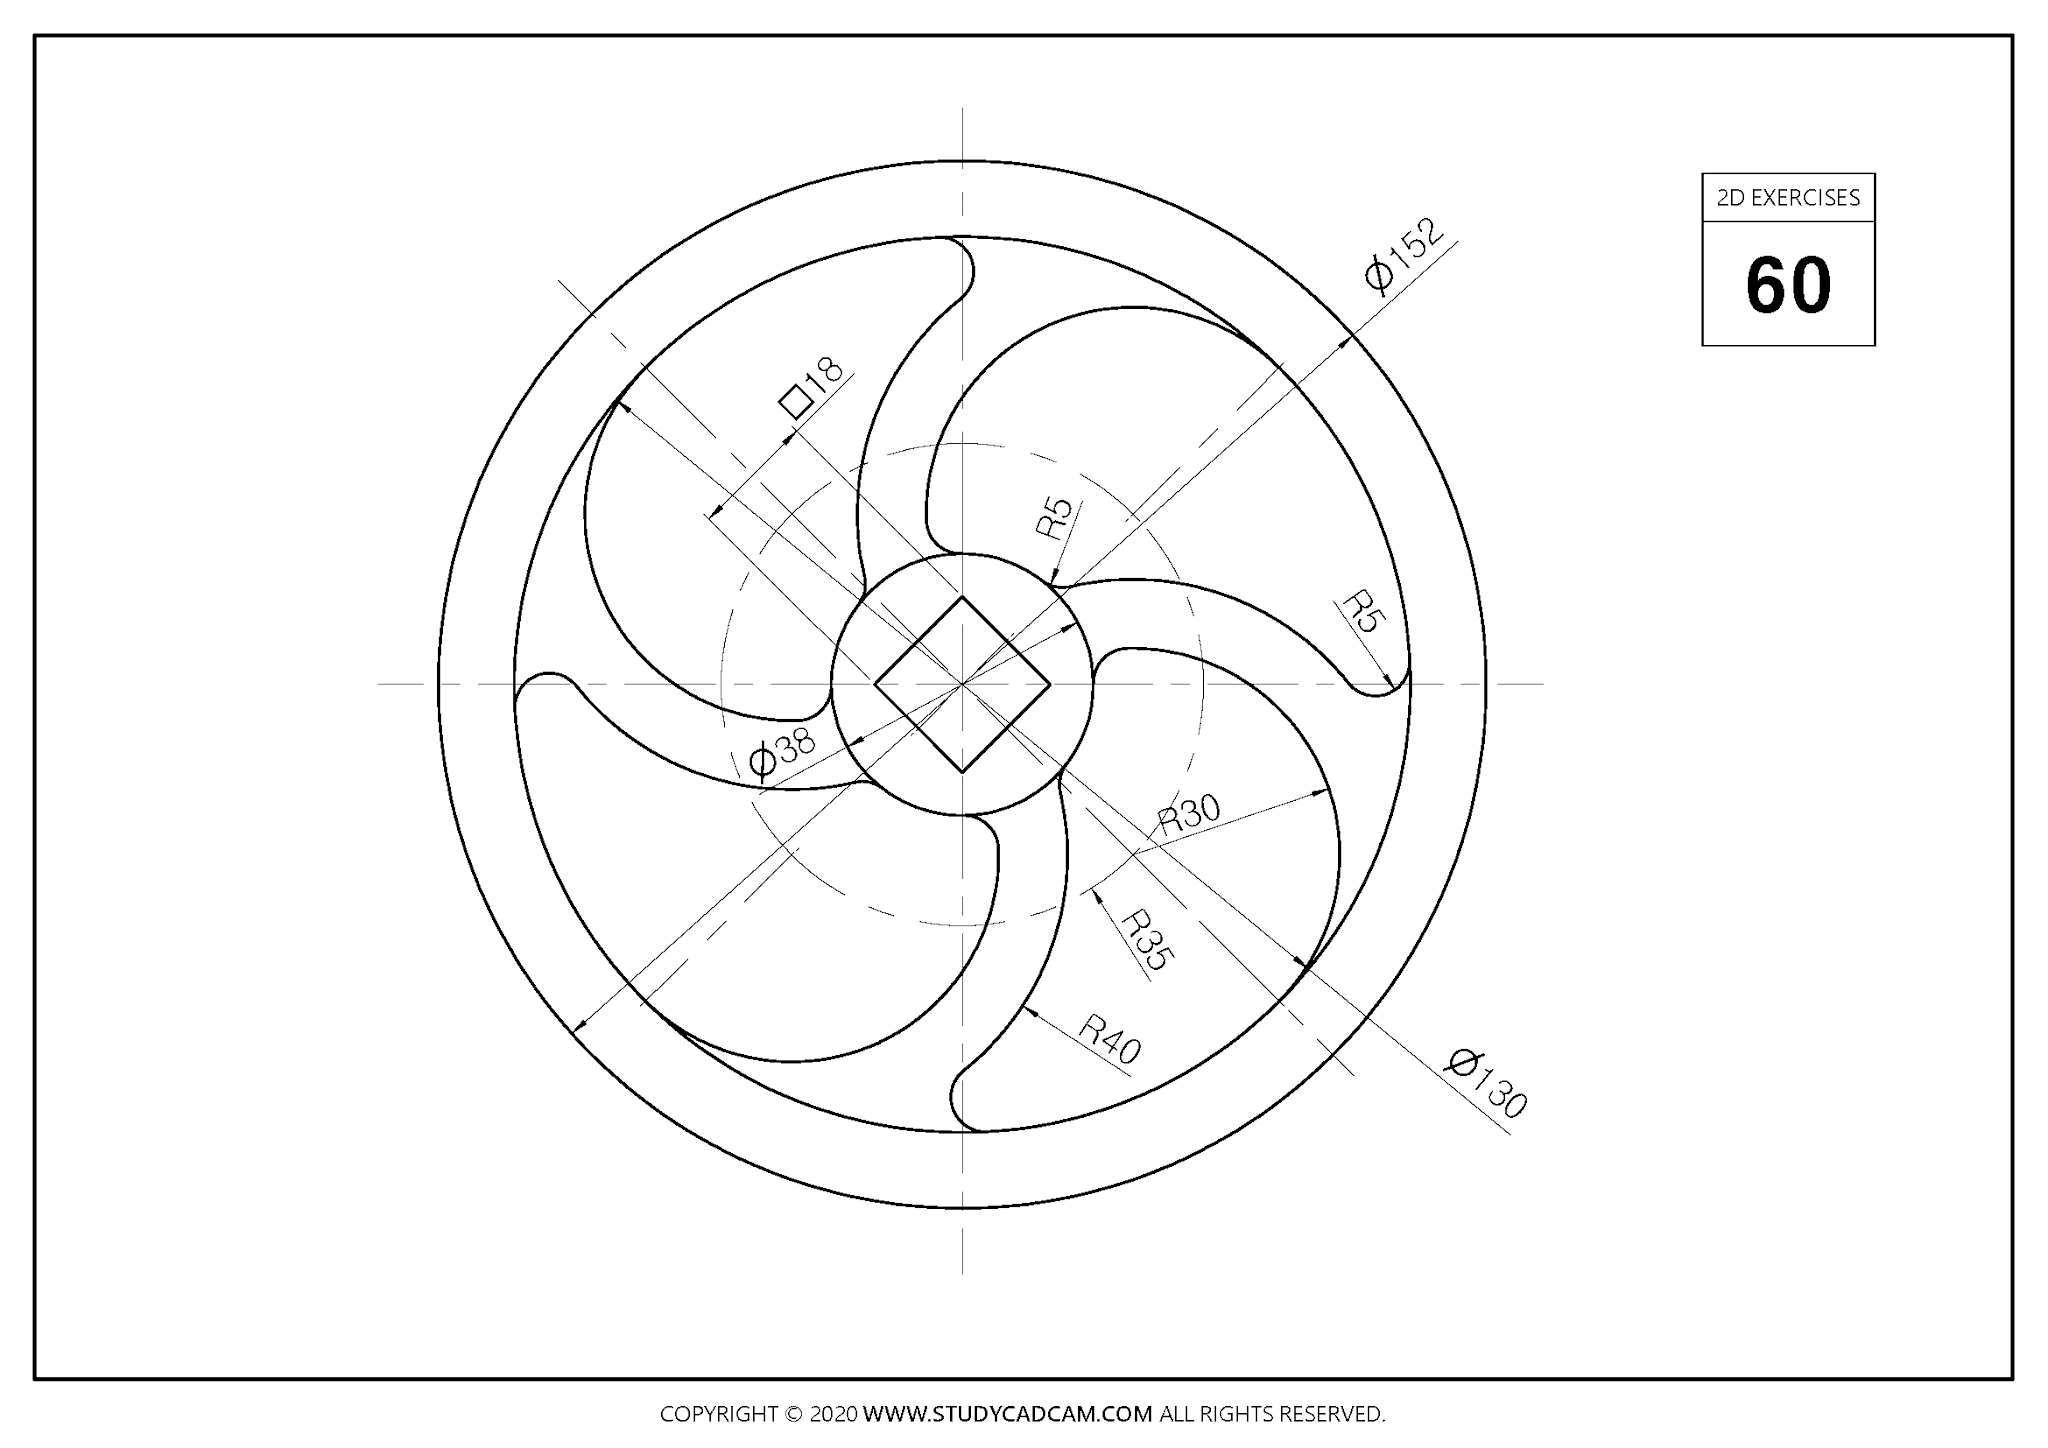 2D EXERCISES
60
Ø152
□18
R5
R5
Ø38
R30
R35
R40
Ø130
COPYRIGHT © 2020 WWW.STUDYCADCAM.COM ALL RIGHTS RESERVED.